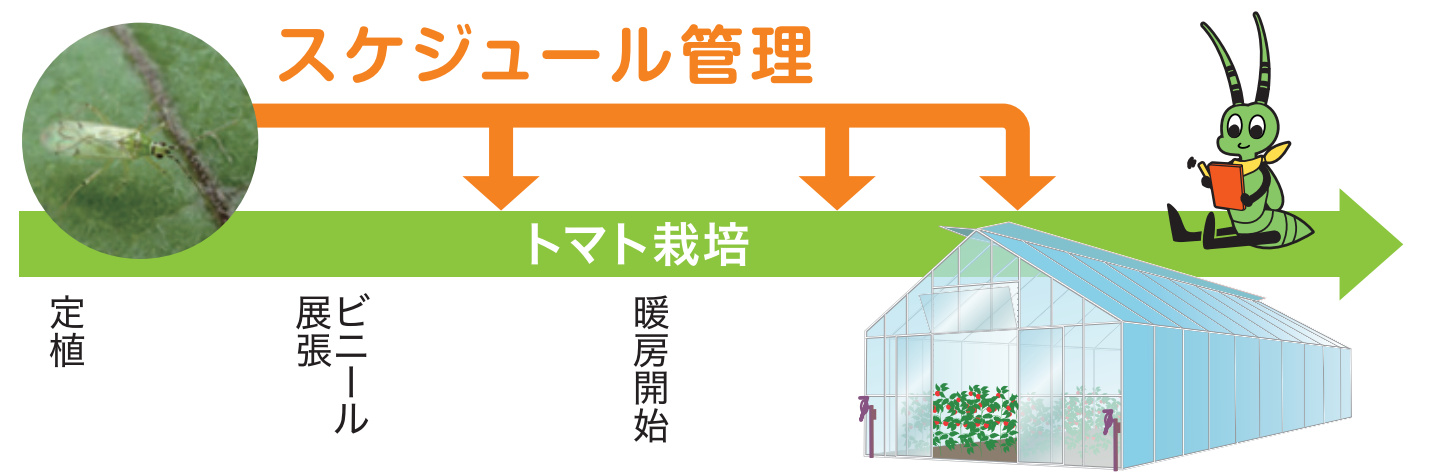 スケジュール管理
トマト栽培
定植
ビニール
展張
暖房開始